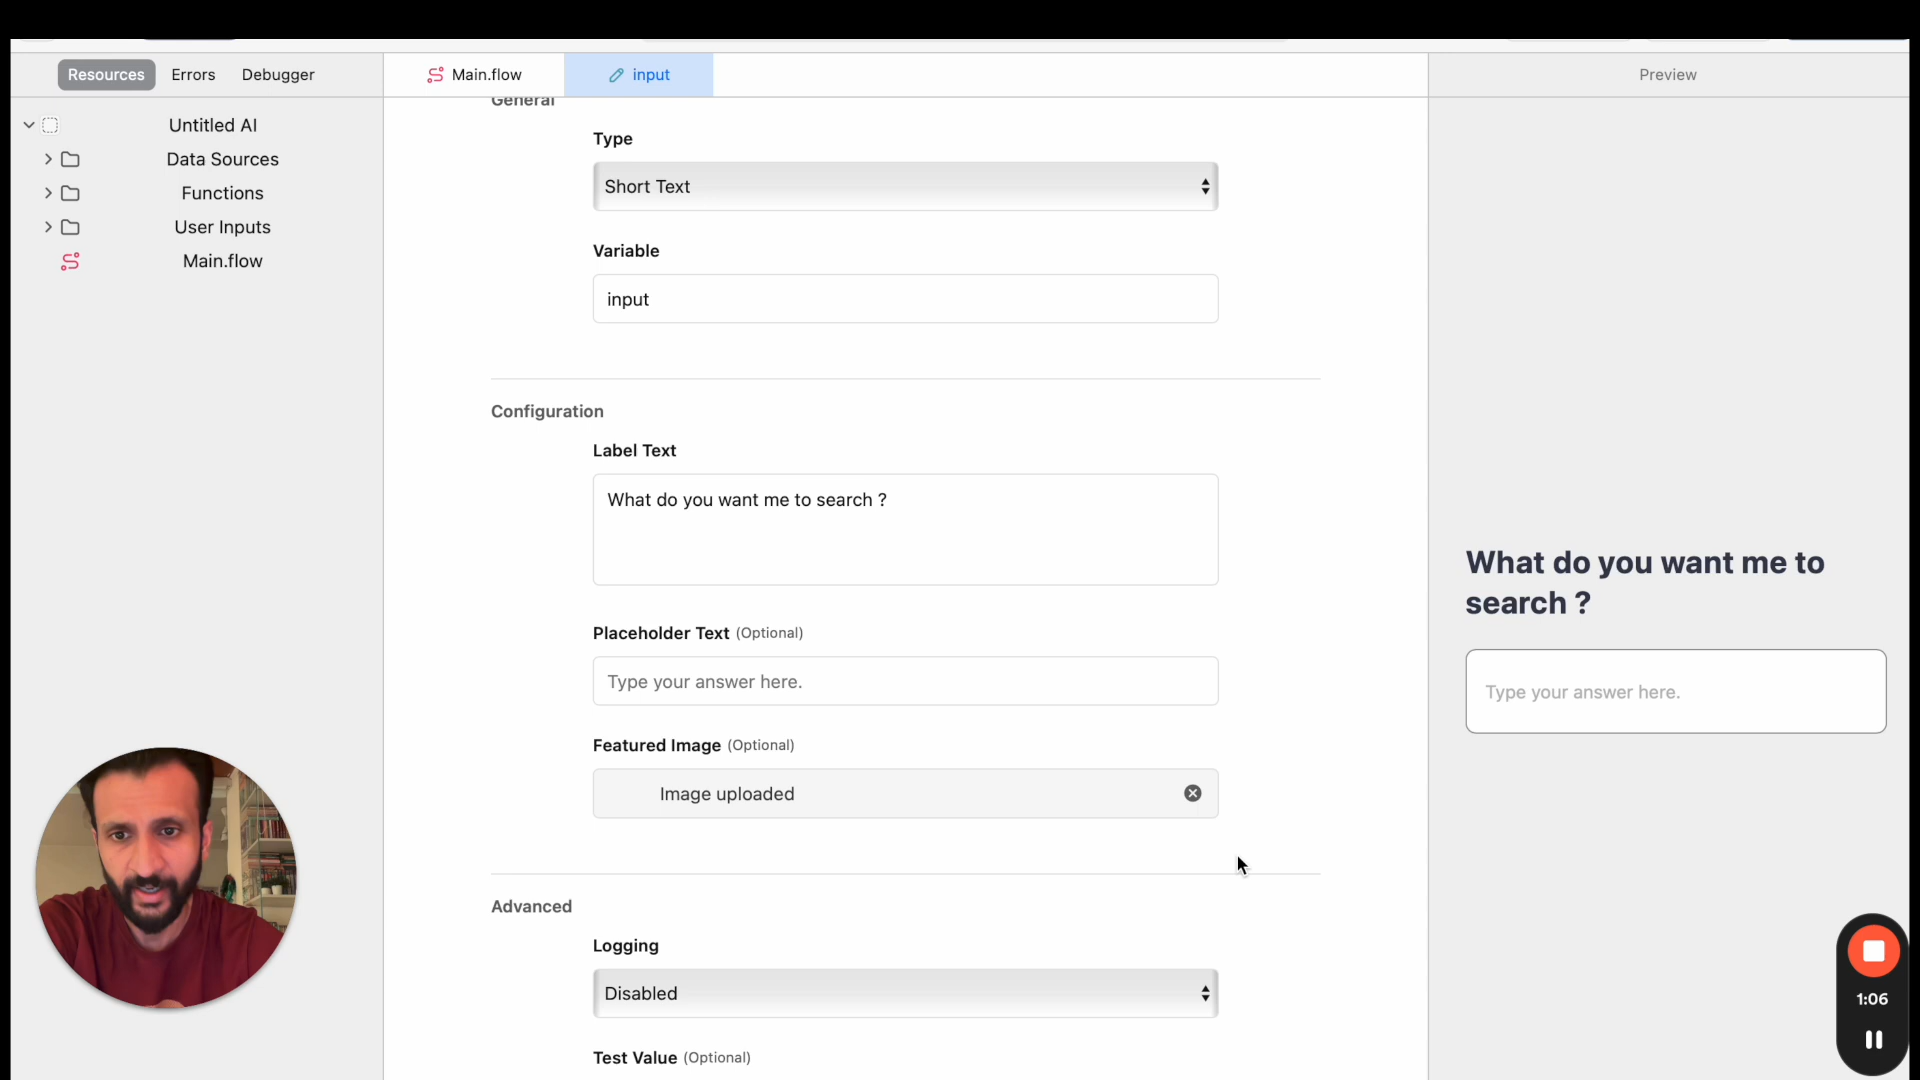 Resources
Errors
Debugger
Main.flow
input
Preview
Untitled AI
Data Sources
Functions
User Inputs
Main.flow
General
Type
Short Text
Variable
input
Configuration
Label Text
What do you want me to search ?
Placeholder Text (Optional)
Type your answer here.
Featured Image (Optional)
Image uploaded
Advanced
Logging
Disabled
Test Value (Optional)
What do you want me to
search ?
Type your answer here.
1:06